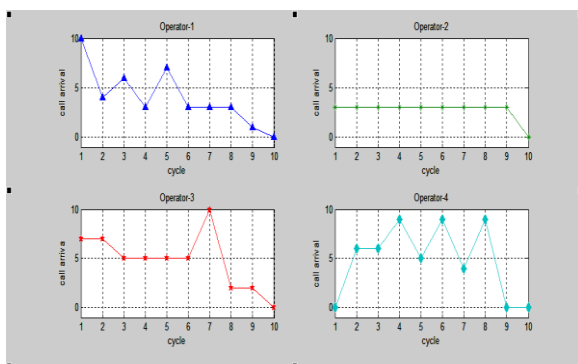 Operator-1
call arrival
10
5
0
1 2 3 4 5 6 7 8 9 10
cycle
Operator-2
call arrival
10
5
0
1 2 3 4 5 6 7 8 9 10
cycle
Operator-3
call arriva
10
5
0
1 2 3 4 5 6 7 8 9 10
cycle
Operator-4
call arrival
10
5
0
1 2 3 4 5 6 7 8 9 10
cycle